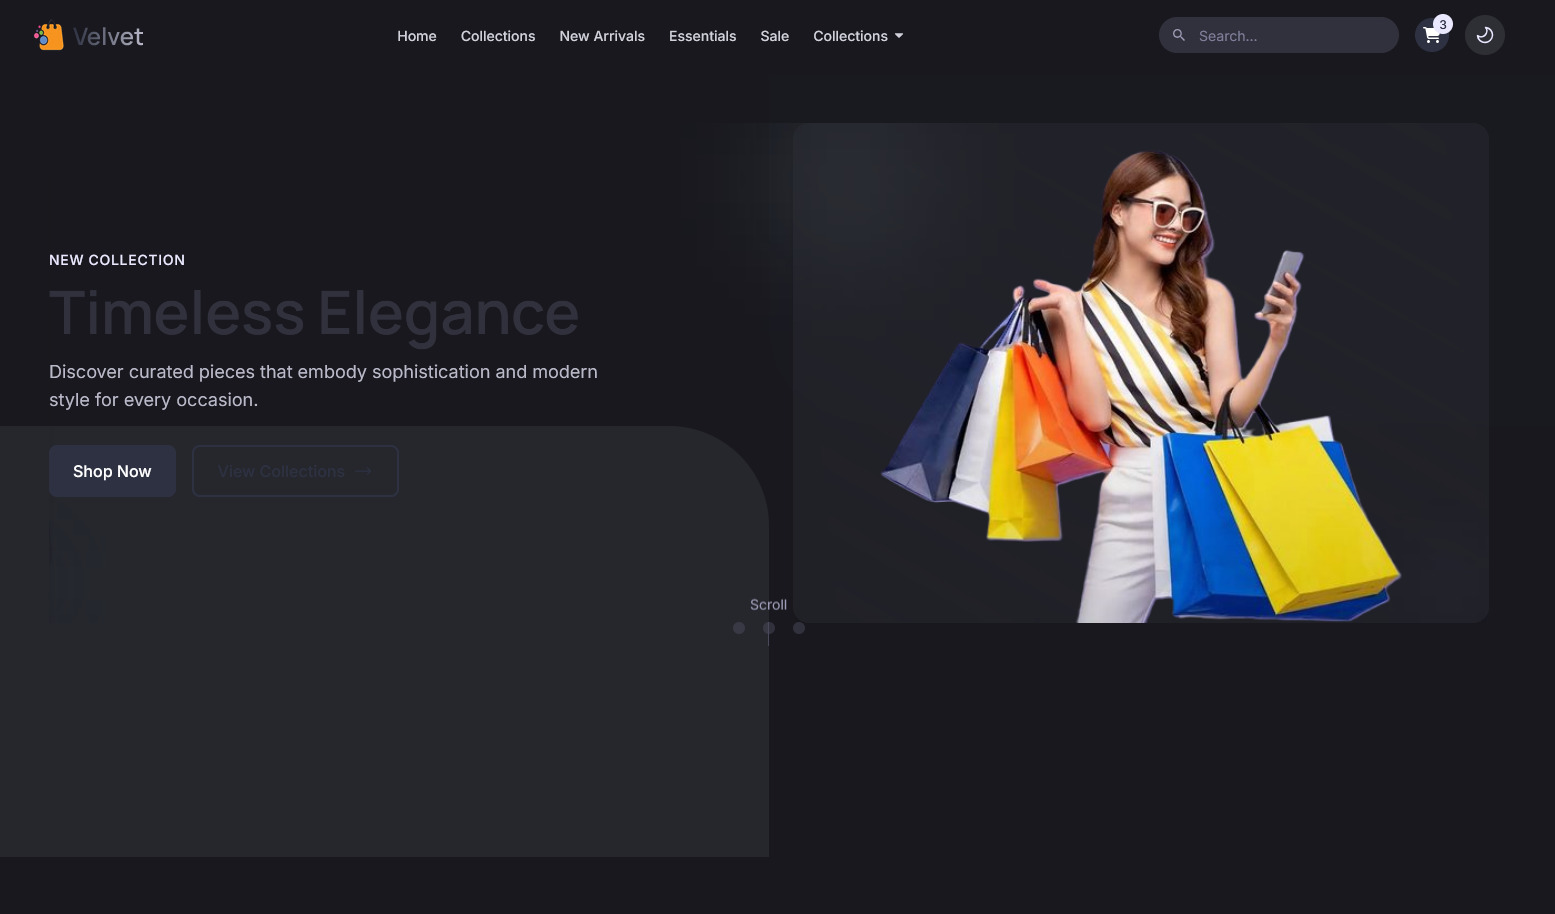 Velvet
Home
Collections
New Arrivals
Essentials
Sale
Collections
Search...
3
NEW COLLECTION
Timeless Elegance
Discover curated pieces that embody sophistication and modern
style for every occasion.
Shop Now
View Collections →
Scroll